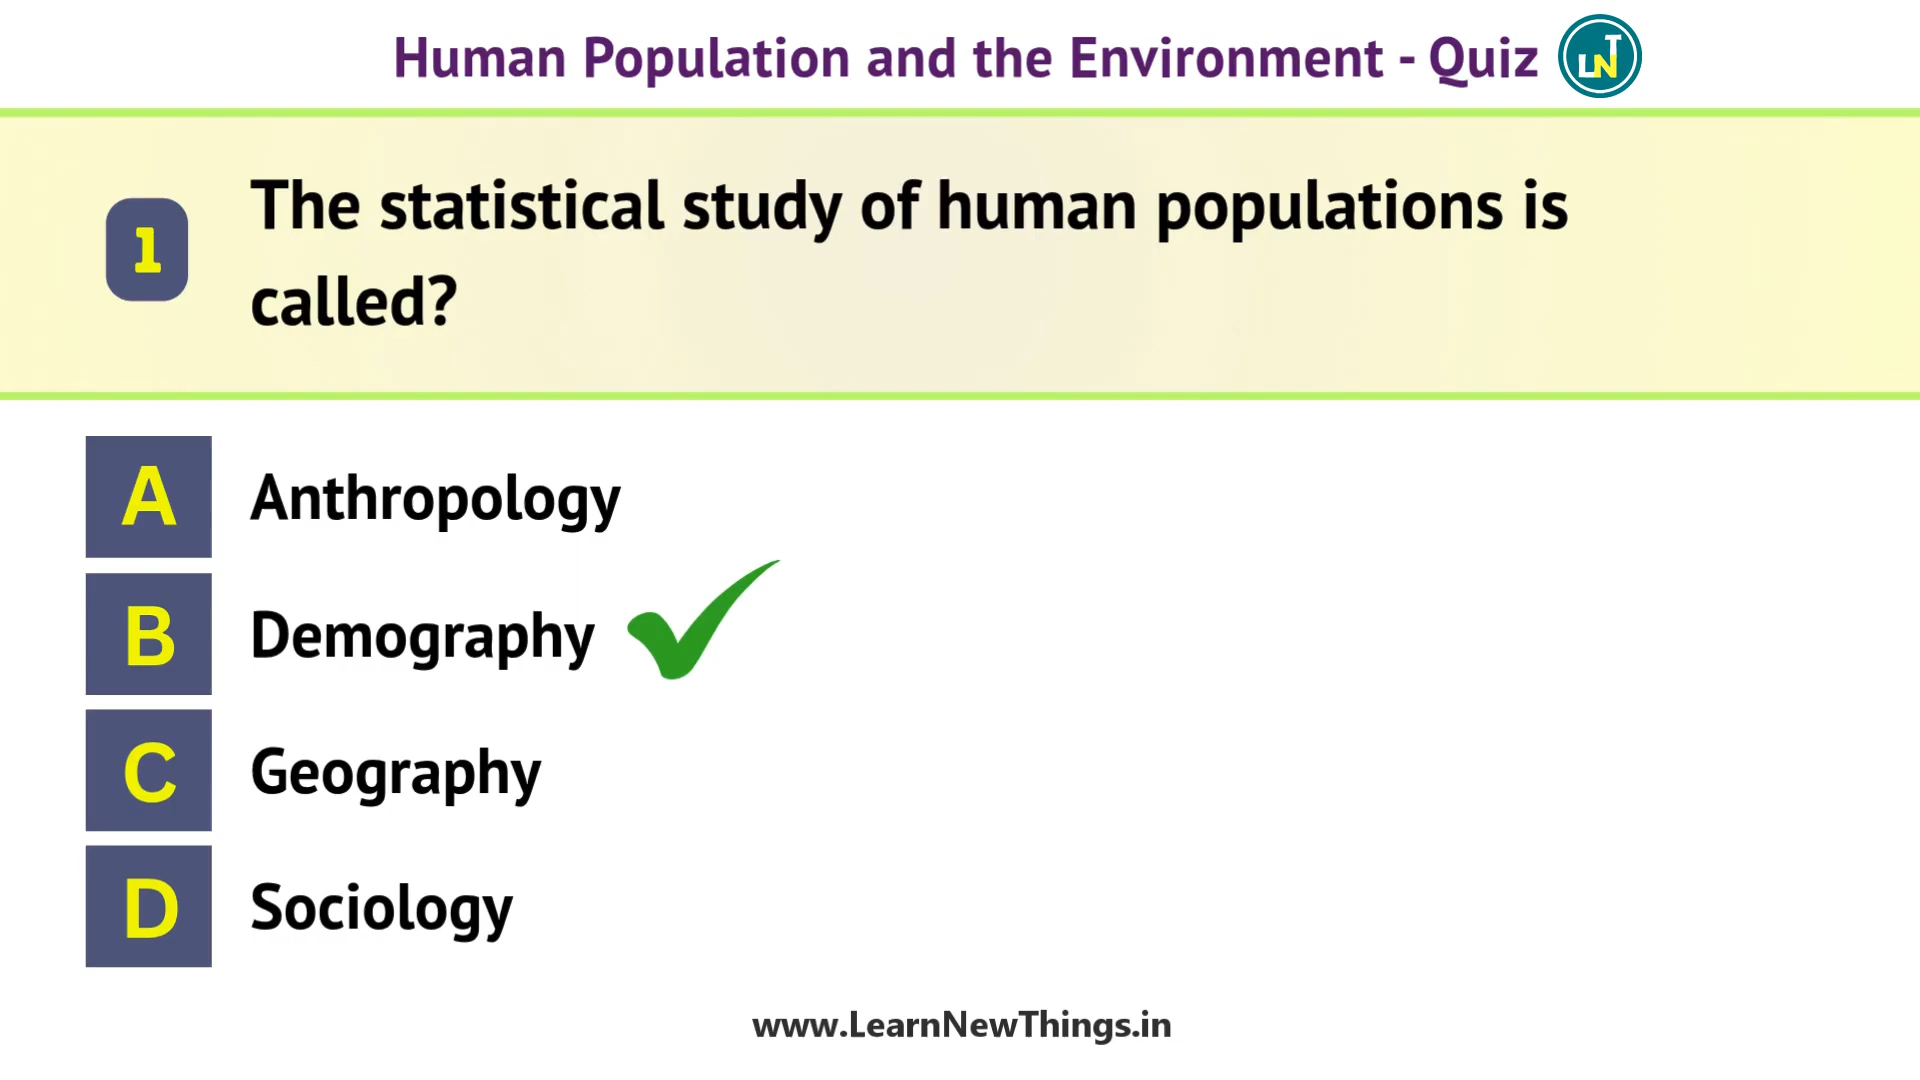 Human Population and the Environment - Quiz
LNT
1
The statistical study of human populations is
called?
A Anthropology
B Demography
C Geography
D Sociology
www.LearnNewThings.in